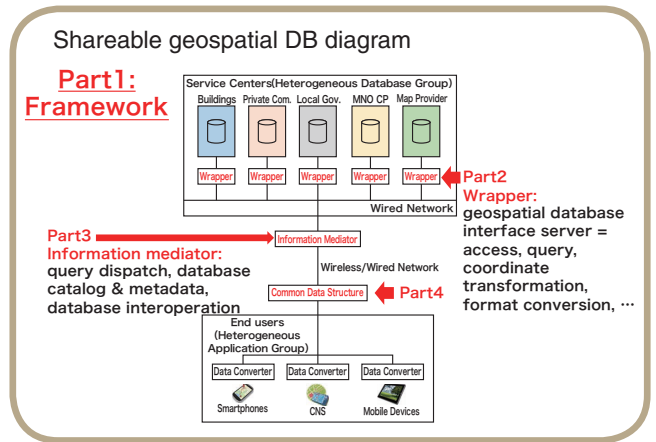 Shareable geospatial DB diagram
Part1:
Framework
Service Centers(Heterogeneous Database Group)
Buildings Private Com. Local Gov. MNO CP Map Provider
Wrapper Wrapper Wrapper Wrapper Wrapper
Wired Network
Part2
Wrapper:
geospatial database
interface server =
access, query,
coordinate
transformation,
format conversion, …
Part3
Information mediator:
query dispatch, database
catalog & metadata,
database interoperation
Information Mediator
Wireless/Wired Network
Common Data Structure
Part4
End users
(Heterogeneous
Application Group)
Data Converter Data Converter Data Converter
Smartphones CNS Mobile Devices